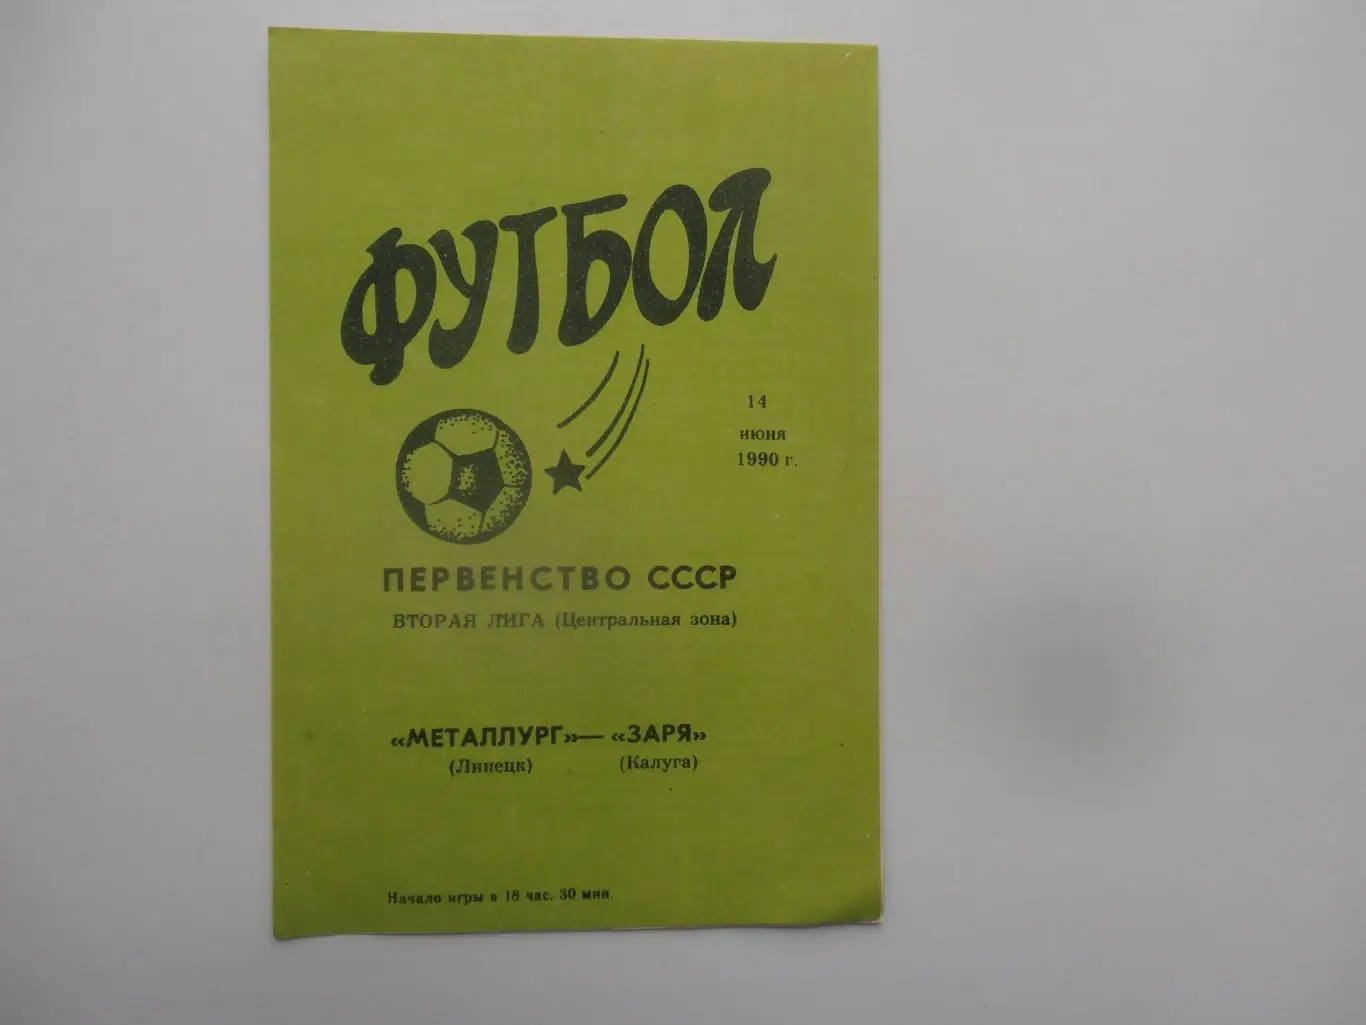 ФУТБОЛ
14
июня
1990 г.
ПЕРВЕНСТВО СССР
ВТОРАЯ ЛИГА (Центральная зона)
«МЕТАЛЛУРГ»— «ЗАРЯ»
(Липецк) (Калуга)
Начало игры в 18 час. 30 мин.